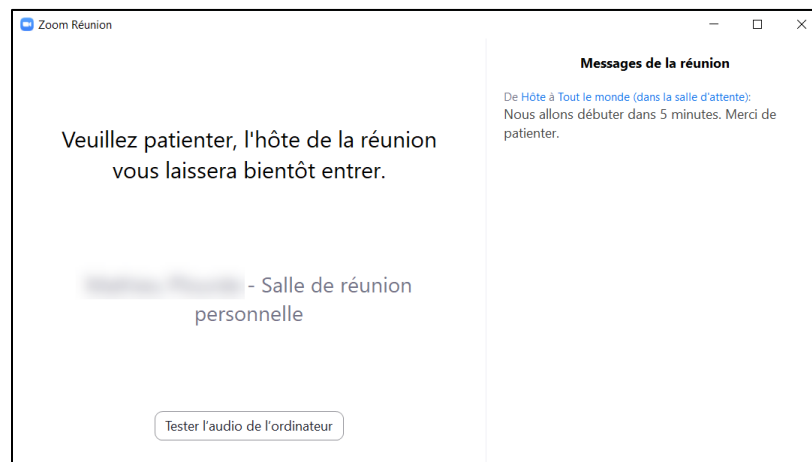 Zoom Réunion
Veuillez patienter, l'hôte de la réunion
vous laissera bientôt entrer.
- Salle de réunion
personnelle
Tester l'audio de l'ordinateur
Messages de la réunion
De Hôte à Tout le monde (dans la salle d'attente):
Nous allons débuter dans 5 minutes. Merci de
patienter.